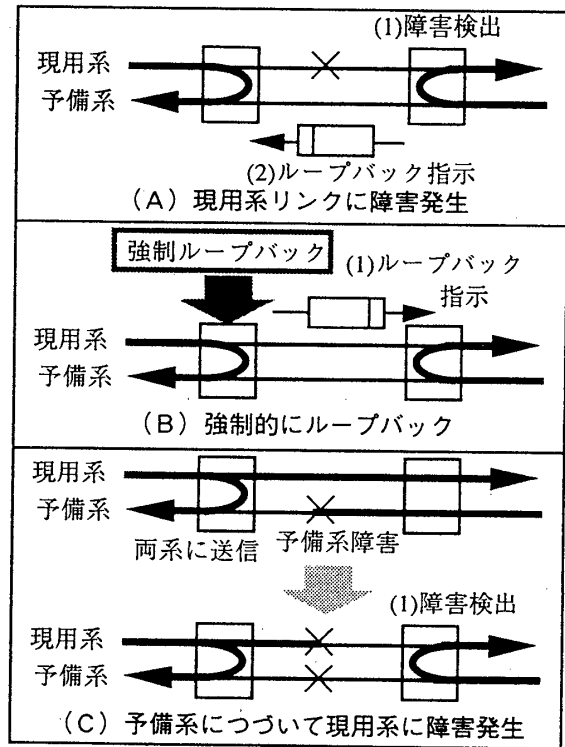 (1)障害検出
現用系
予備系
(2)ループバック指示
(A)現用系リンクに障害発生
強制ループバック
(1)ループバック
指示
現用系
予備系
(B)強制的にループバック
現用系
予備系
両系に送信 予備系障害
(1)障害検出
現用系
予備系
(C)予備系につづいて現用系に障害発生